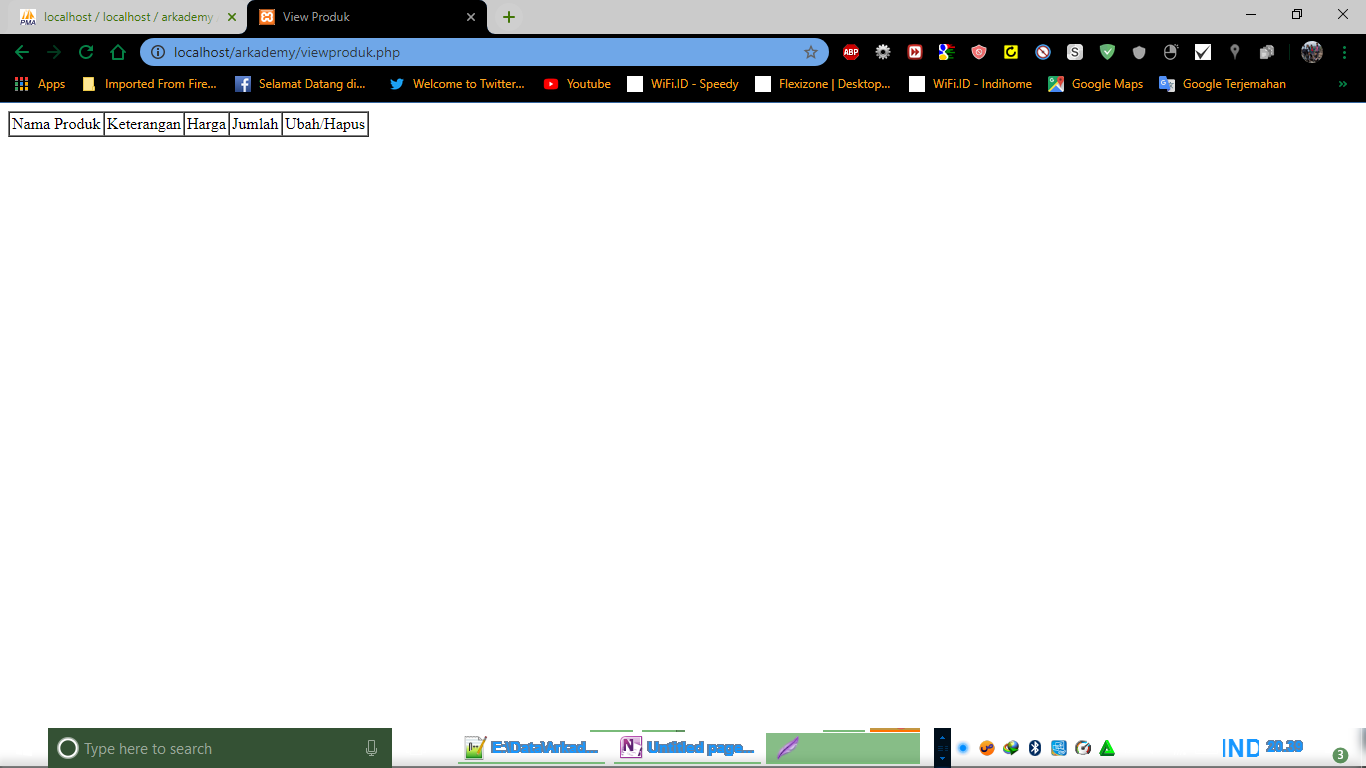 localhost / localhost / arkademy
View Produk
localhost/arkademy/viewproduk.php
ABP
S
Apps
Imported From Fire...
Selamat Datang di...
Welcome to Twitter...
Youtube
WiFi.ID - Speedy
Flexizone | Desktop...
WiFi.ID - Indihome
Google Maps
Google Terjemahan
Nama Produk Keterangan Harga Jumlah Ubah/Hapus
Type here to search
E:\Data\Arkad...
Untitled page...
IND
20.39
3